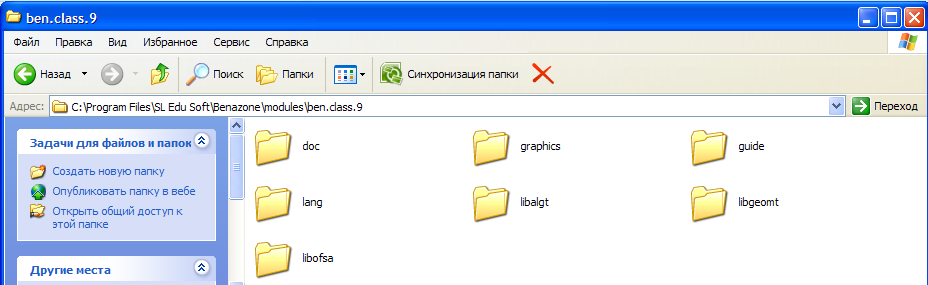 ben.class.9
Файл Правка Вид Избранное Сервис Справка
Назад Поиск Папки Синхронизация папки
Адрес: C:\Program Files\SL Edu Soft\Benazone\modules\ben.class.9 Переход
Задачи для файлов и папок
Создать новую папку
Опубликовать папку в вебе
Открыть общий доступ к
этой папке
Другие места
doc graphics guide
lang libalgt libgeomt
libofsa